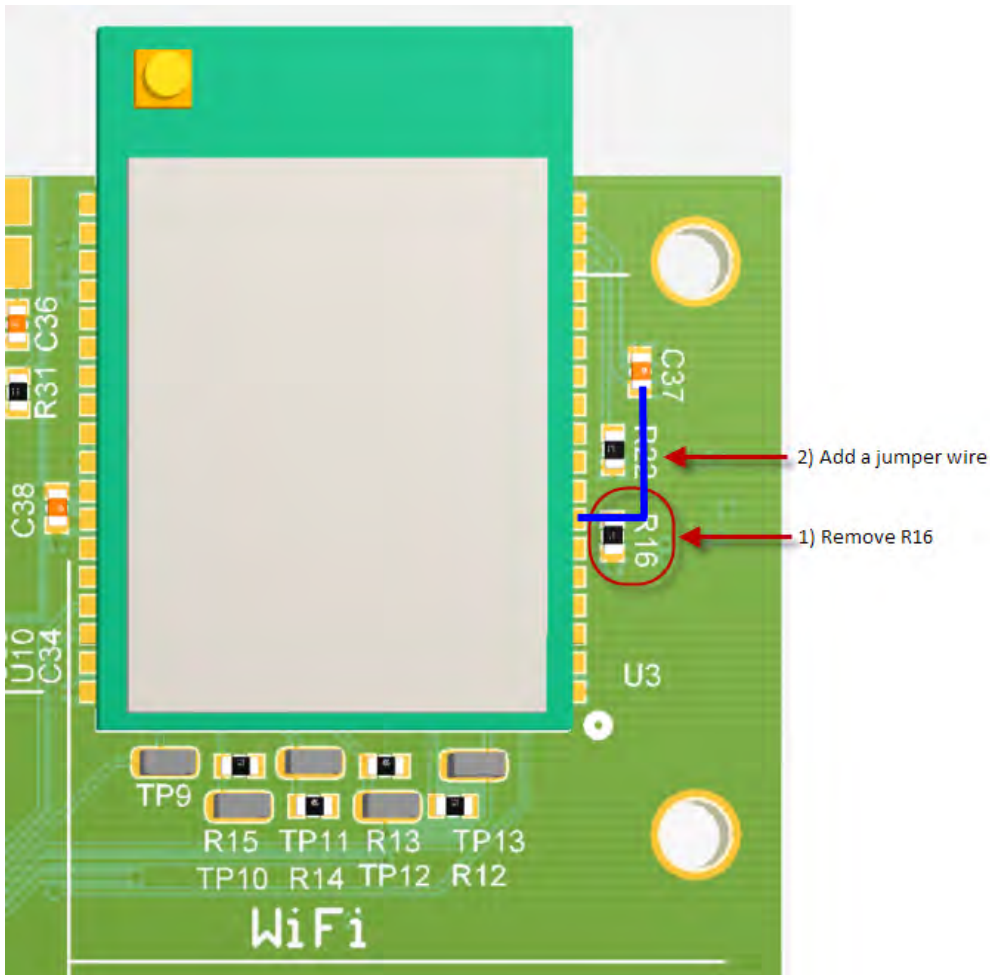 C36
R31
C38
U10
C34
C37
R22
2) Add a jumper wire
R16
1) Remove R16
U3
TP9
R15 TP11 R13 TP13
TP10 R14 TP12 R12
WiFi